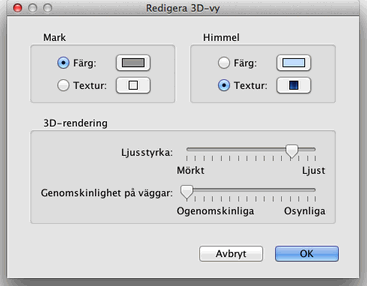 Redigera 3D-vy
Mark
Himmel
Färg:
Färg:
Textur:
Textur:
3D-rendering
Ljusstyrka:
Mörkt Ljust
Genomskinlighet på väggar:
Ogenomskinliga Osynliga
Avbryt OK